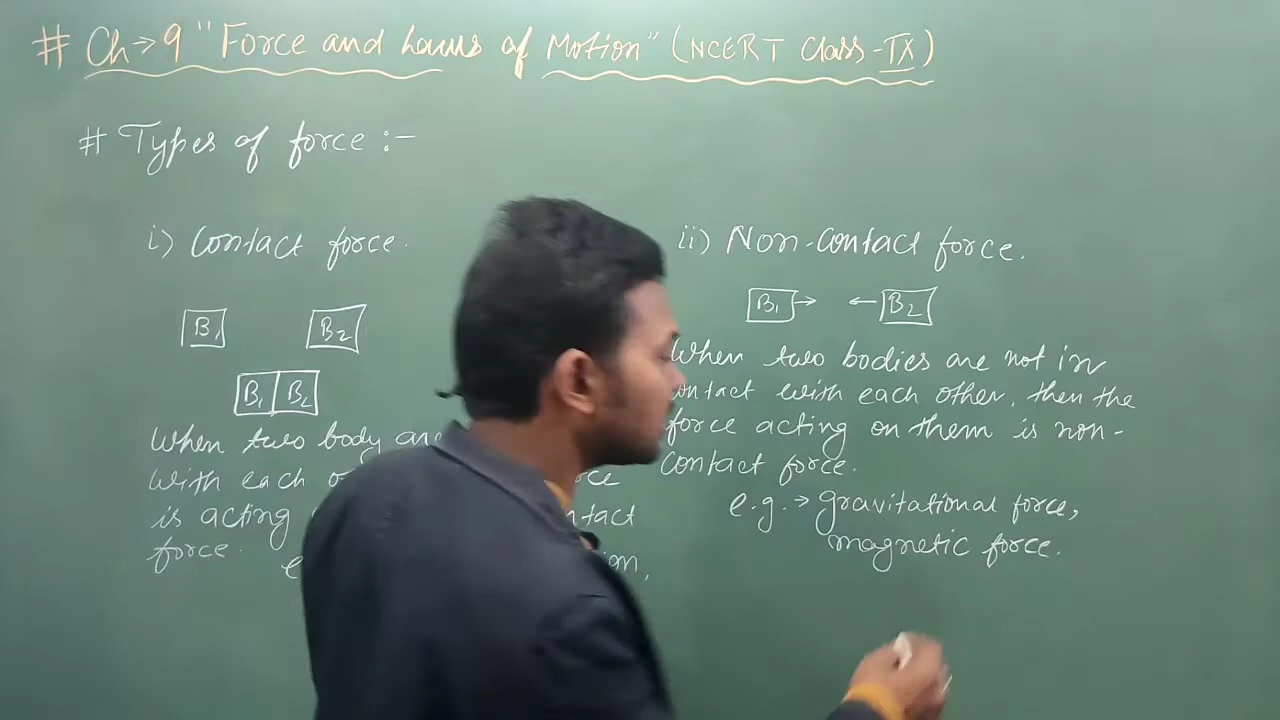 # Ch→9 "Force and Laws of Motion" (NCERT Class-IX)
# Types of force :-
i) Contact force.
B1 B2
B1 B2
When two body are
with each
is acting
force.
ii) Non-Contact force.
B1→ ←B2
When two bodies are not in
contact with each other, then the
force acting on them is non-
contact force.
e.g.→ gravitational force,
magnetic force.